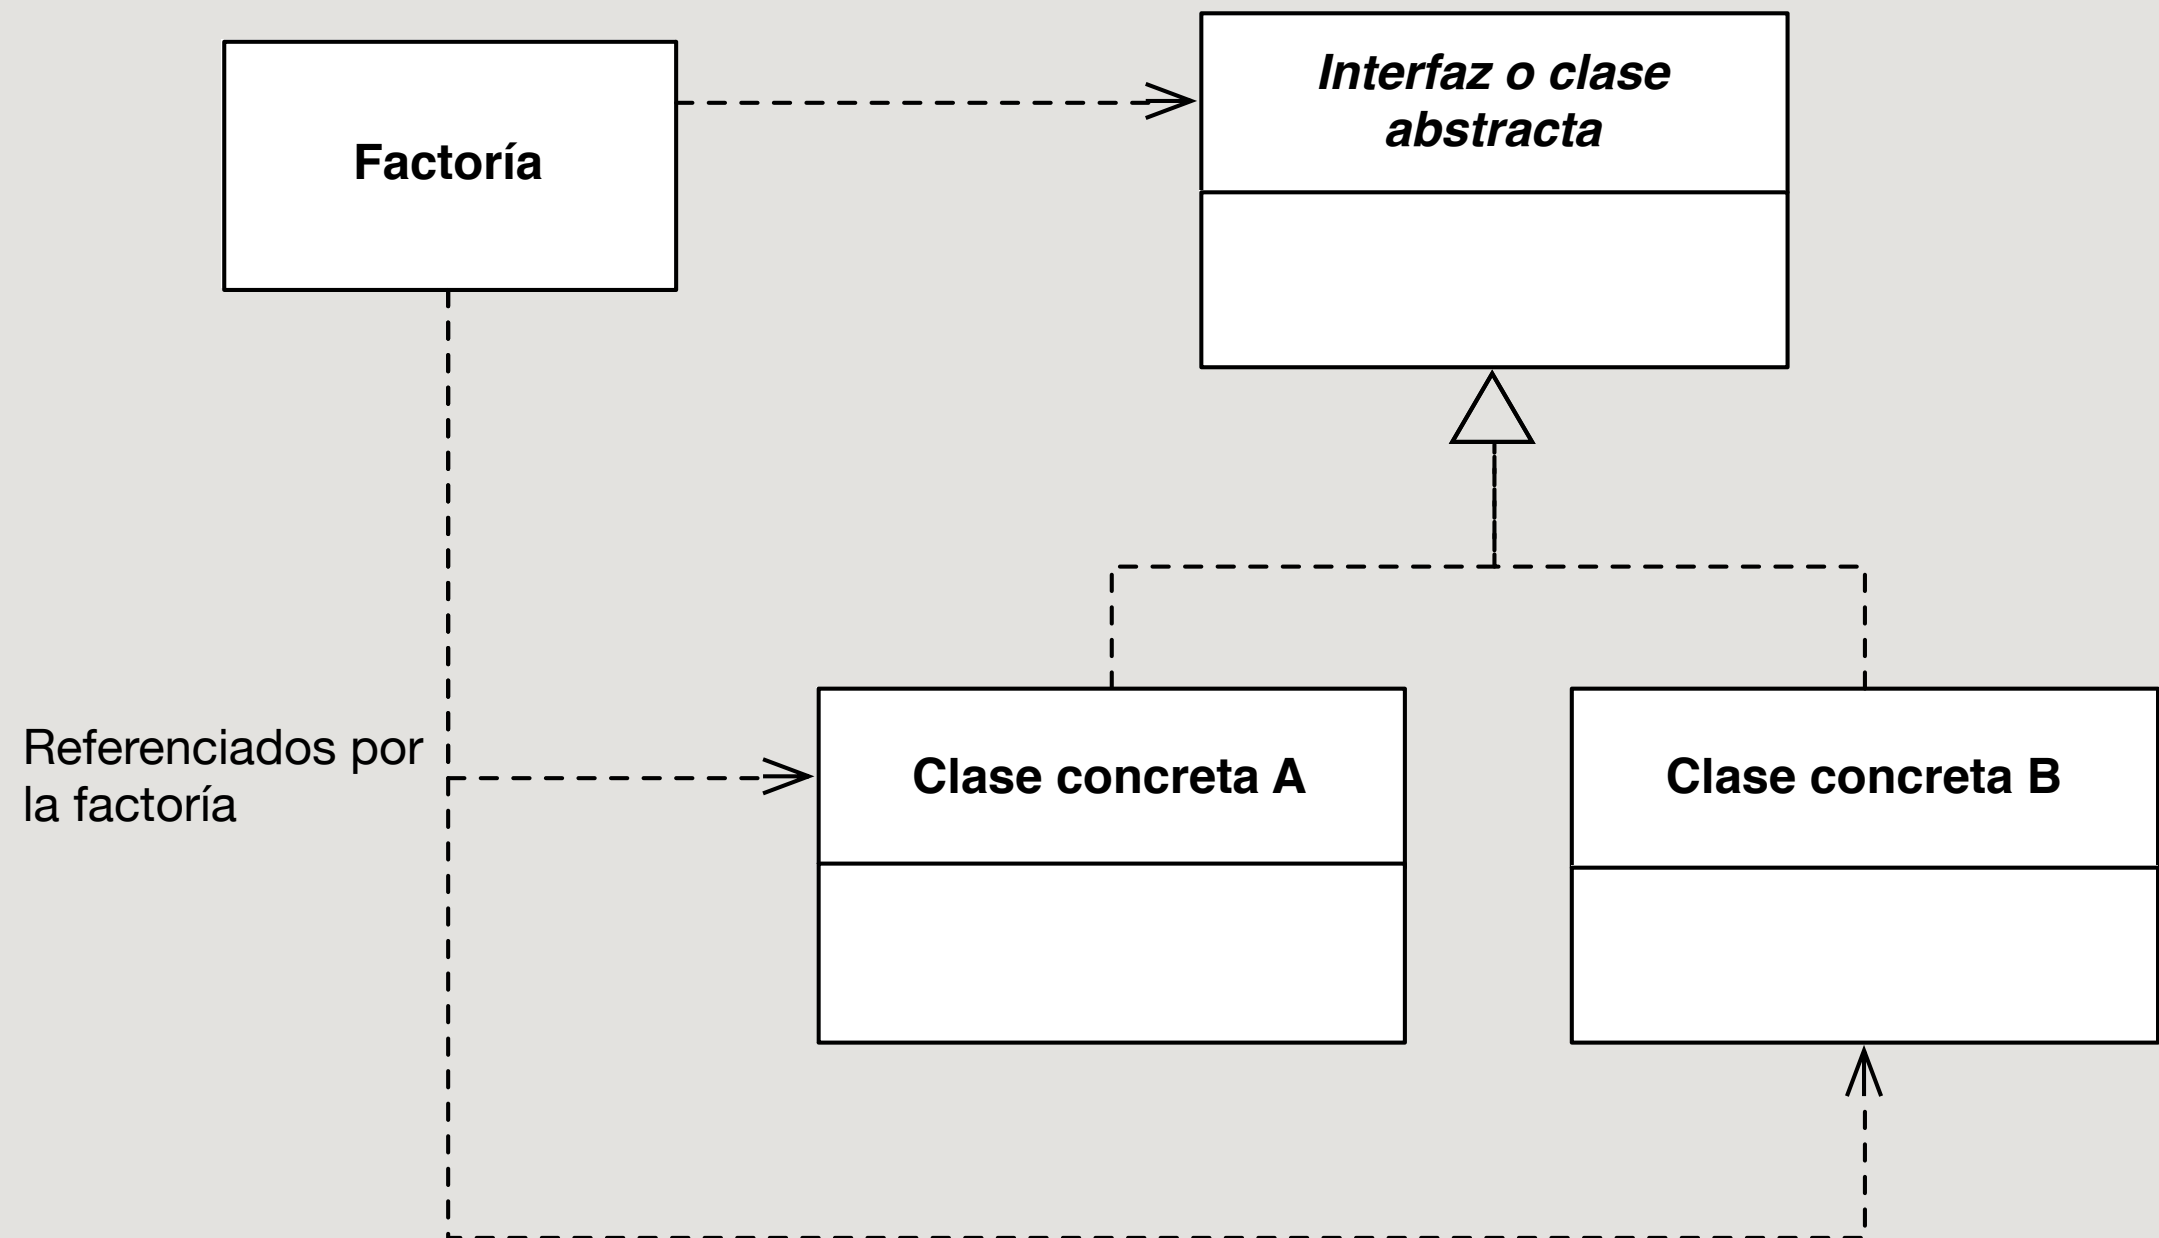 Interfaz o clase
abstracta
Factoría
Referenciados por
la factoría
Clase concreta A
Clase concreta B